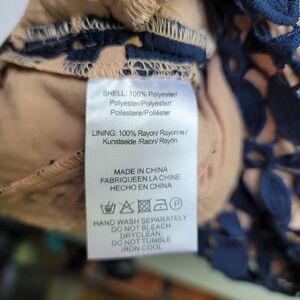 SHELL: 100% Polyester/
Polyester/Polyester/
Poliestere/Poliéster
LINING: 100% Rayon/ Rayonne/
Kunstseide /Raion/ Rayón
MADE IN CHINA
FABRIQUEEN LA CHINE
HECHO EN CHINA
HAND WASH SEPARATELY
DO NOT BLEACH
DRYCLEAN.
DO NOT TUMBLE
IRON COOL